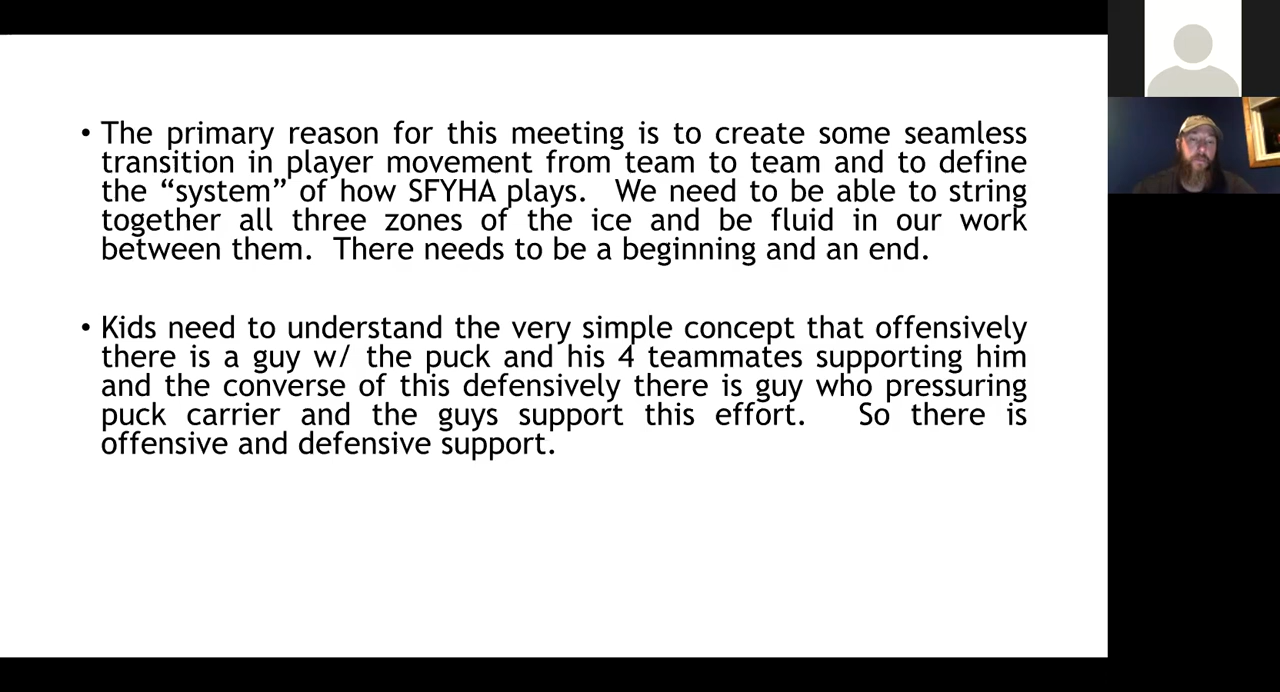 • The primary reason for this meeting is to create some seamless
transition in player movement from team to team and to define
the “system” of how SFYHA plays.  We need to be able to string
together all three zones of the ice and be fluid in our work
between them.  There needs to be a beginning and an end.
• Kids need to understand the very simple concept that offensively
there is a guy w/ the puck and his 4 teammates supporting him
and the converse of this defensively there is guy who pressuring
puck carrier and the guys support this effort.   So there is
offensive and defensive support.